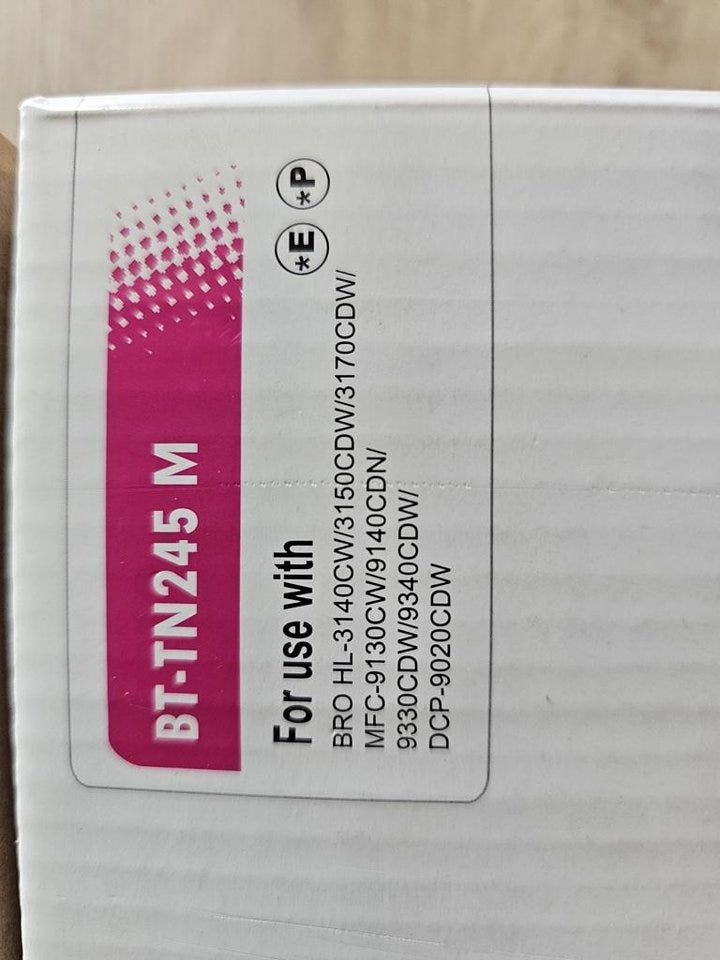 BT-TN245 M
For use with *E *P
BRO HL-3140CW/3150CDW/3170CDW/
MFC-9130CW/9140CDN/
9330CDW/9340CDW/
DCP-9020CDW